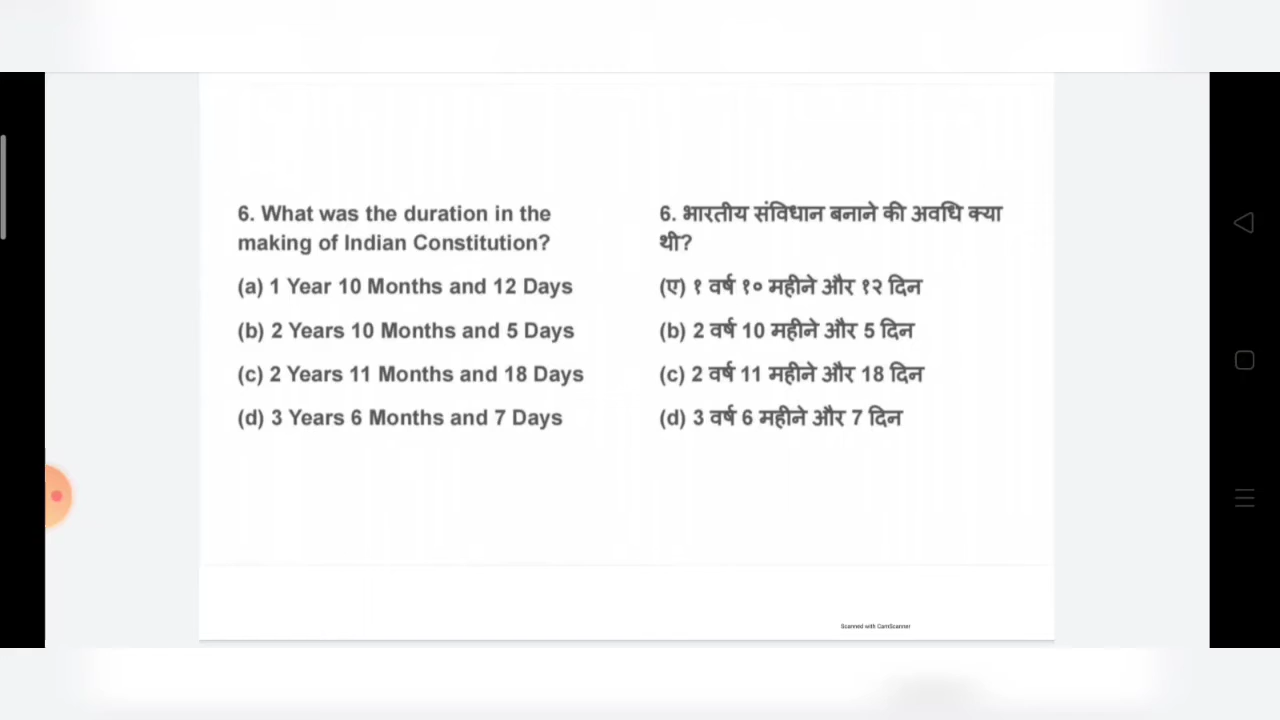 6. What was the duration in the
making of Indian Constitution?
(a) 1 Year 10 Months and 12 Days
(b) 2 Years 10 Months and 5 Days
(c) 2 Years 11 Months and 18 Days
(d) 3 Years 6 Months and 7 Days
6. भारतीय संविधान बनाने की अवधि क्या
थी?
(ए) १ वर्ष १० महीने और १२ दिन
(b) 2 वर्ष 10 महीने और 5 दिन
(c) 2 वर्ष 11 महीने और 18 दिन
(d) 3 वर्ष 6 महीने और 7 दिन
Scanned with CamScanner